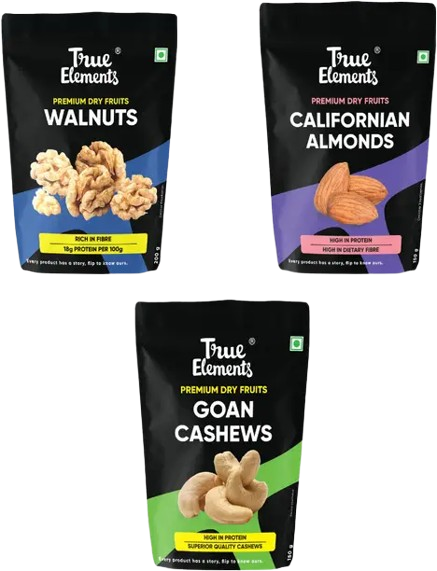 True
Elements
®
PREMIUM DRY FRUITS
WALNUTS
RICH IN FIBRE
18g PROTEIN PER 100g
Every product has a story, flip to know ours.
200 g
True
Elements
®
PREMIUM DRY FRUITS
CALIFORNIAN
ALMONDS
HIGH IN PROTEIN
HIGH IN DIETARY FIBRE
Every product has a story, flip to know ours.
150 g
True
Elements
®
PREMIUM DRY FRUITS
GOAN
CASHEWS
HIGH IN PROTEIN
SUPERIOR QUALITY CASHEWS
Every product has a story, flip to know ours.